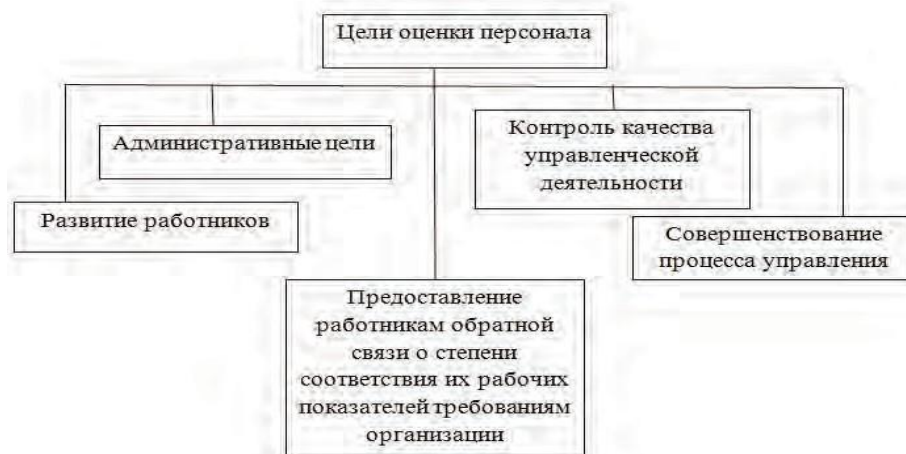 Цели оценки персонала
Административные цели
Контроль качества
управленческой
деятельности
Развитие работников
Совершенствование
процесса управления
Предоставление
работникам обратной
связи о степени
соответствия их рабочих
показателей требованиям
организации